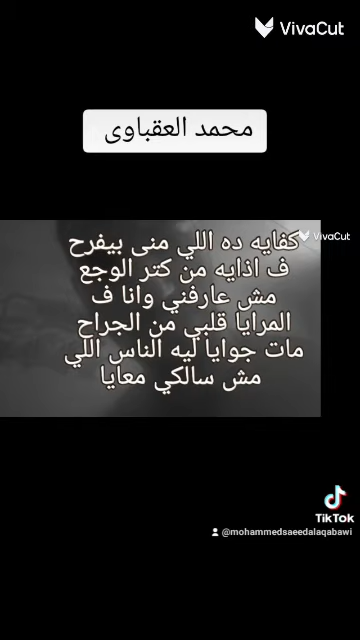 VivaCut
محمد العقباوى
كفايه ده اللي منى بيفرح
VivaCut
ف اذايه من كتر الوجع
مش عارفني وانا ف
المرايا قلبي من الجراح
مات جوايا ليه الناس اللي
مش سالكي معايا
TikTok
@mohammedsaeedalaqabawi